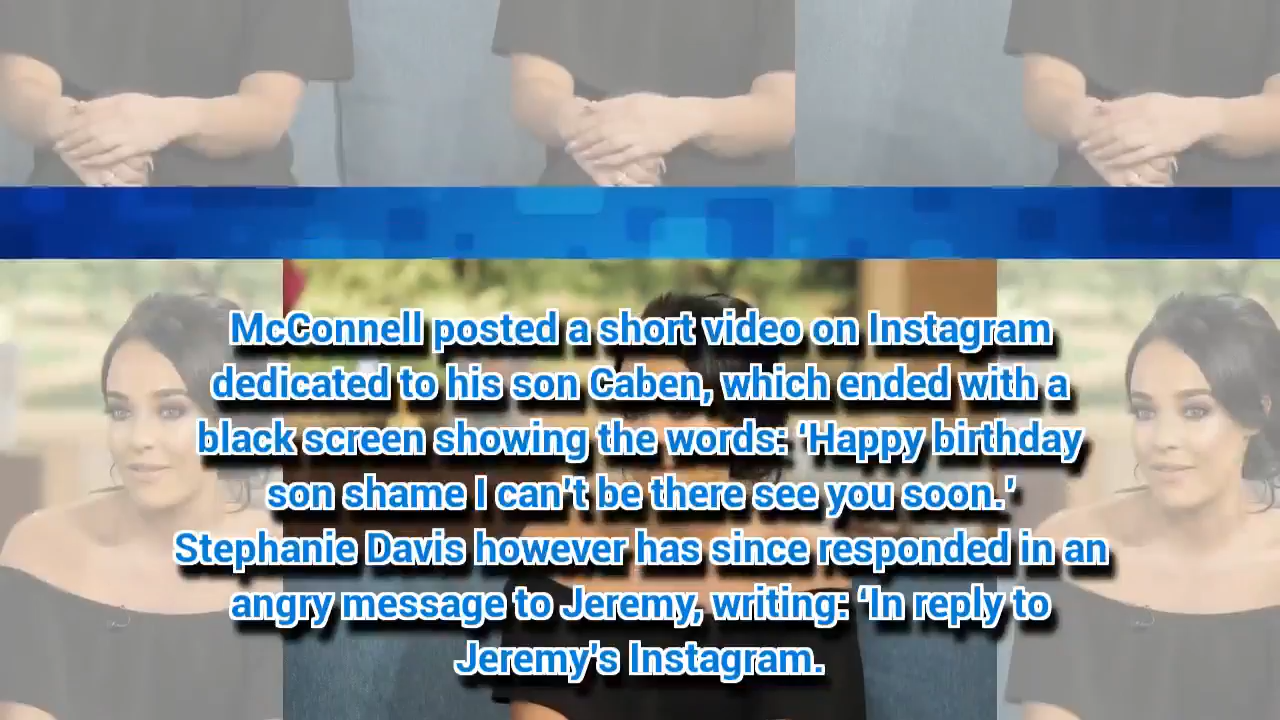 McConnell posted a short video on Instagram
dedicated to his son Caben, which ended with a
black screen showing the words: ‘Happy birthday
son shame I can’t be there see you soon.’
Stephanie Davis however has since responded in an
angry message to Jeremy, writing: ‘In reply to
Jeremy’s Instagram.